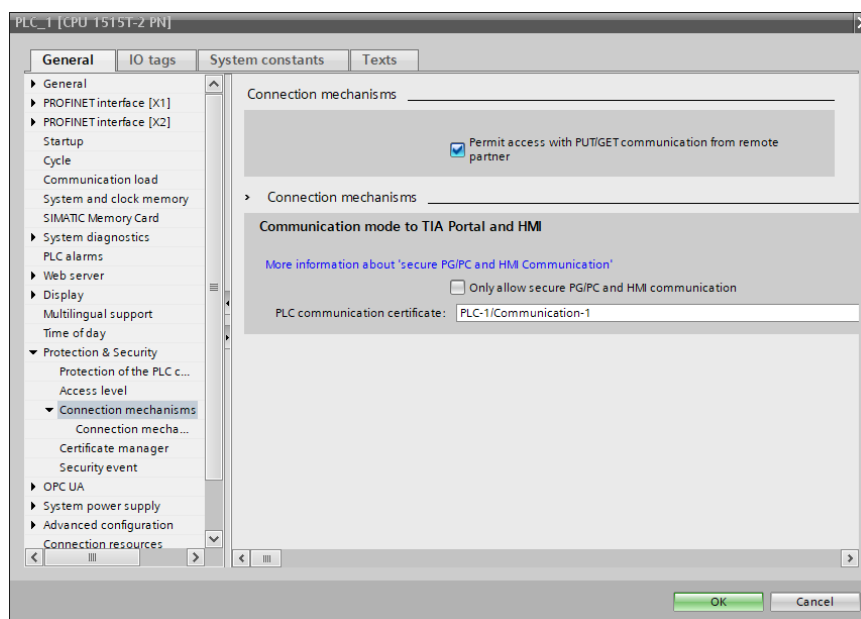 PLC_1 [CPU 1515T-2 PN]
General
IO tags
System constants
Texts
General
PROFINET interface [X1]
PROFINET interface [X2]
Startup
Cycle
Communication load
System and clock memory
SIMATIC Memory Card
System diagnostics
PLC alarms
Web server
Display
Multilingual support
Time of day
Protection & Security
Protection of the PLC c...
Access level
Connection mechanisms
Connection mecha...
Certificate manager
Security event
OPC UA
System power supply
Advanced configuration
Connection resources
Connection mechanisms
Permit access with PUT/GET communication from remote
partner
Connection mechanisms
Communication mode to TIA Portal and HMI
More information about 'secure PG/PC and HMI Communication'
Only allow secure PG/PC and HMI communication
PLC communication certificate: PLC-1/Communication-1
OK
Cancel